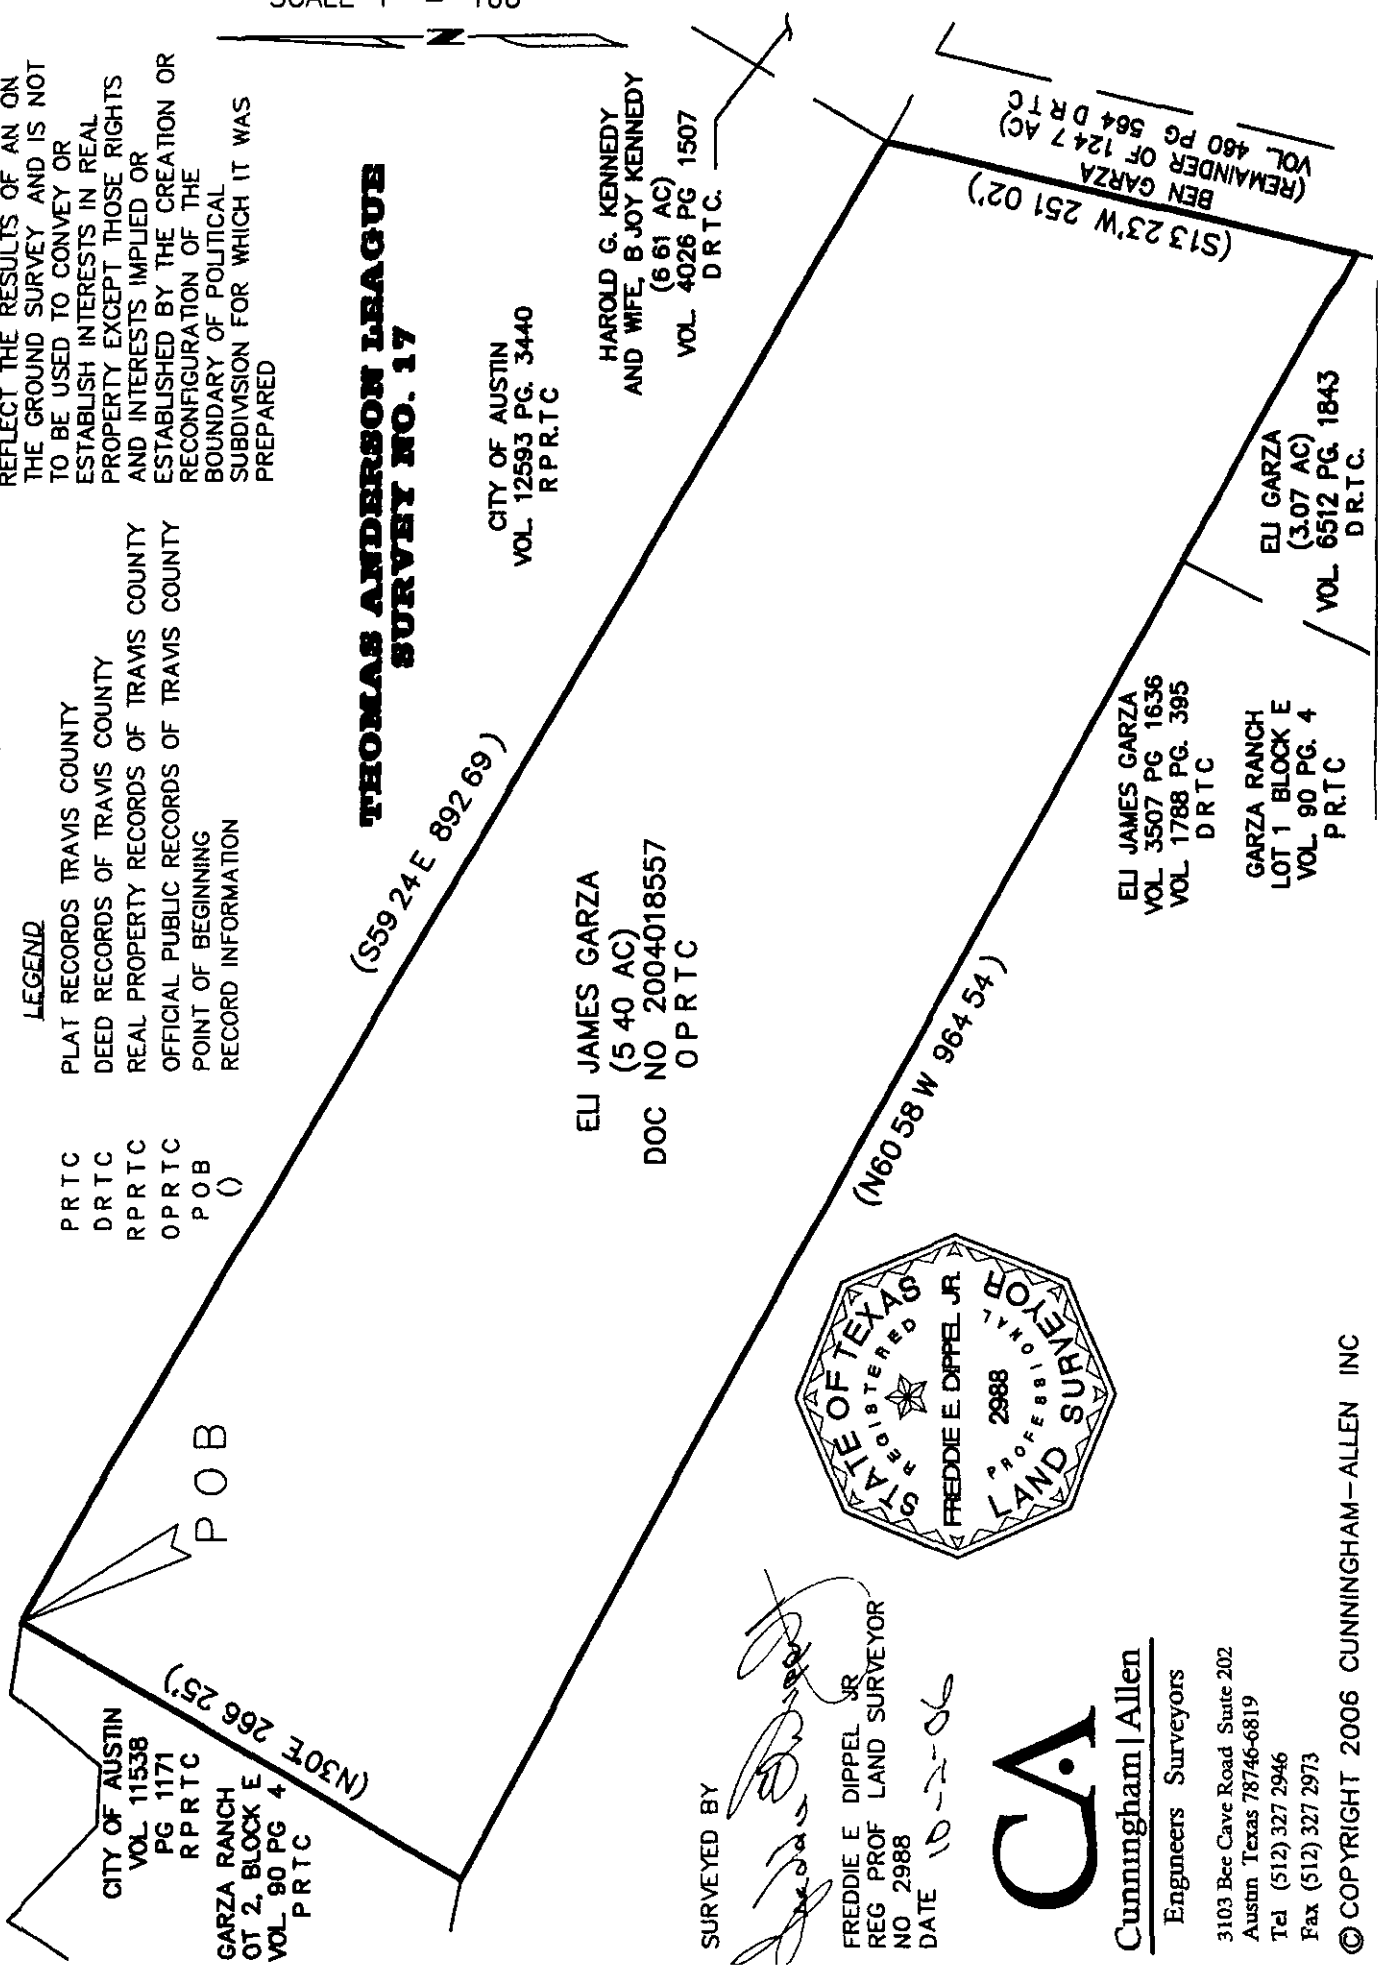 SCALE 1" = 100'
N
REFLECT THE RESULTS OF AN ON
THE GROUND SURVEY AND IS NOT
TO BE USED TO CONVEY OR
ESTABLISH INTERESTS IN REAL
PROPERTY EXCEPT THOSE RIGHTS
AND INTERESTS IMPLIED OR
ESTABLISHED BY THE CREATION OR
RECONFIGURATION OF THE
BOUNDARY OF POLITICAL
SUBDIVISION FOR WHICH IT WAS
PREPARED
LEGEND
P R T C PLAT RECORDS TRAVIS COUNTY
D R T C DEED RECORDS OF TRAVIS COUNTY
R P R T C REAL PROPERTY RECORDS OF TRAVIS COUNTY
O P R T C OFFICIAL PUBLIC RECORDS OF TRAVIS COUNTY
P O B POINT OF BEGINNING
() RECORD INFORMATION
THOMAS ANDERSON LEAGUE
SURVEY NO. 17
CITY OF AUSTIN
VOL. 12593 PG. 3440
R P R.T C
HAROLD G. KENNEDY
AND WIFE, B JOY KENNEDY
(6 61 AC)
VOL. 4026 PG 1507
D R T C.
(S59 24 E 892 69 )
P O B
CITY OF AUSTIN
VOL 11538
PG 1171
R P R T C
GARZA RANCH
OT 2, BLOCK E
VOL. 90 PG 4
P R T C
(N30'E 266 25')
ELI JAMES GARZA
(5 40 AC)
DOC NO 2004018557
O P R T C
(S13 23'W 251 02')
BEN GARZA
(REMAINDER OF 124 7 AC)
VOL. 460 PG 564 D R T C
(N60 58 W 964 54 )
ELI JAMES GARZA
VOL. 3507 PG 1636
VOL 1788 PG. 395
D R T C
GARZA RANCH
LOT 1 BLOCK E
VOL. 90 PG. 4
P R.T C
ELI GARZA
(3.07 AC)
VOL. 6512 PG. 1843
D R.T.C.
SURVEYED BY
FREDDIE E DIPPEL JR
REG PROF LAND SURVEYOR
NO 2988
DATE 10-2-06
STATE OF TEXAS
REGISTERED
FREDDIE E. DIPPEL JR.
2988
PROFESSIONAL
LAND SURVEYOR
CA
Cunningham|Allen
Engineers Surveyors
3103 Bee Cave Road Suite 202
Austin Texas 78746-6819
Tel (512) 327 2946
Fax (512) 327 2973
© COPYRIGHT 2006 CUNNINGHAM-ALLEN INC